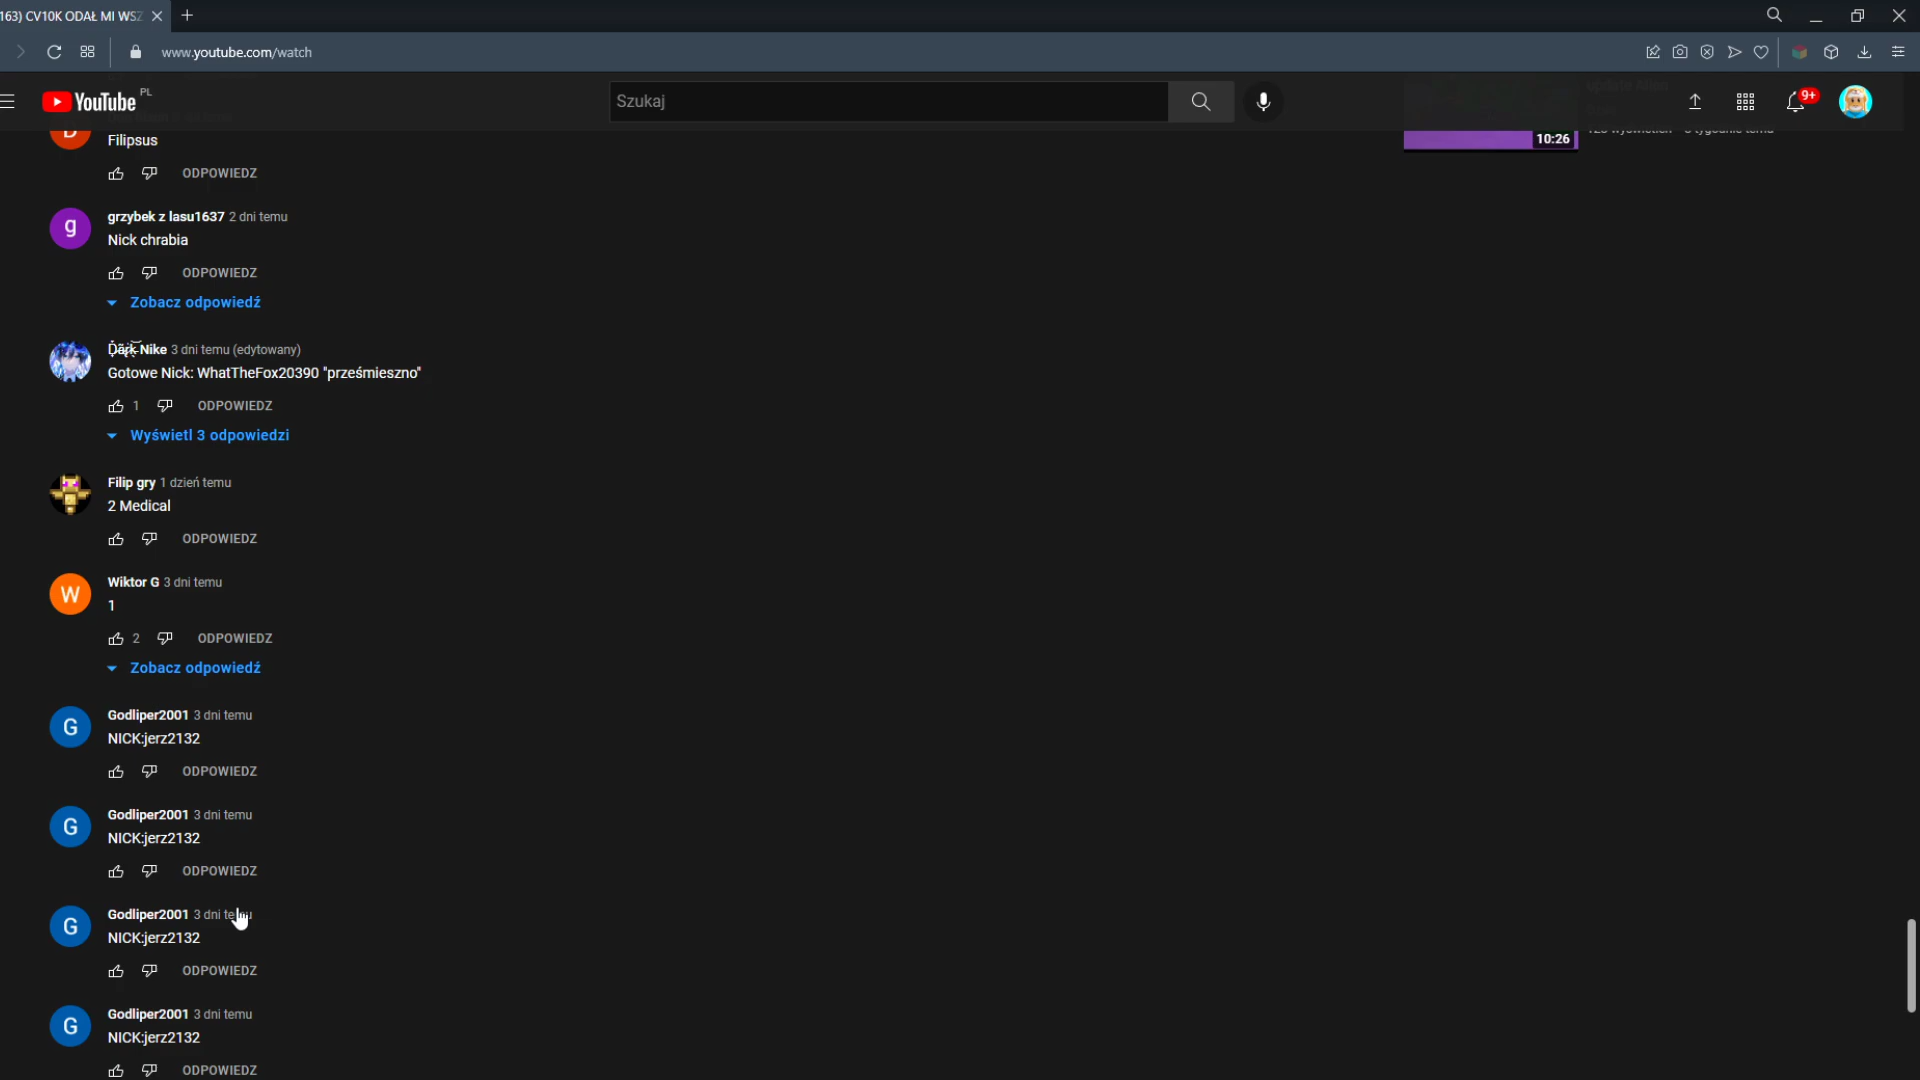 163) CV10K ODAŁ MI WSZ
www.youtube.com/watch
YouTube PL
Szukaj
9+
10:26
D
Filipsus
ODPOWIEDZ
g
grzybek z lasu1637 2 dni temu
Nick chrabia
ODPOWIEDZ
Zobacz odpowiedź
Dark Nike 3 dni temu (edytowany)
Gotowe Nick: WhatTheFox20390 "prześmieszno"
1 ODPOWIEDZ
Wyświetl 3 odpowiedzi
Filip gry 1 dzień temu
2 Medical
ODPOWIEDZ
W
Wiktor G 3 dni temu
1
2 ODPOWIEDZ
Zobacz odpowiedź
G
Godliper2001 3 dni temu
NICK:jerz2132
ODPOWIEDZ
G
Godliper2001 3 dni temu
NICK:jerz2132
ODPOWIEDZ
G
Godliper2001 3 dni temu
NICK:jerz2132
ODPOWIEDZ
G
Godliper2001 3 dni temu
NICK:jerz2132
ODPOWIEDZ